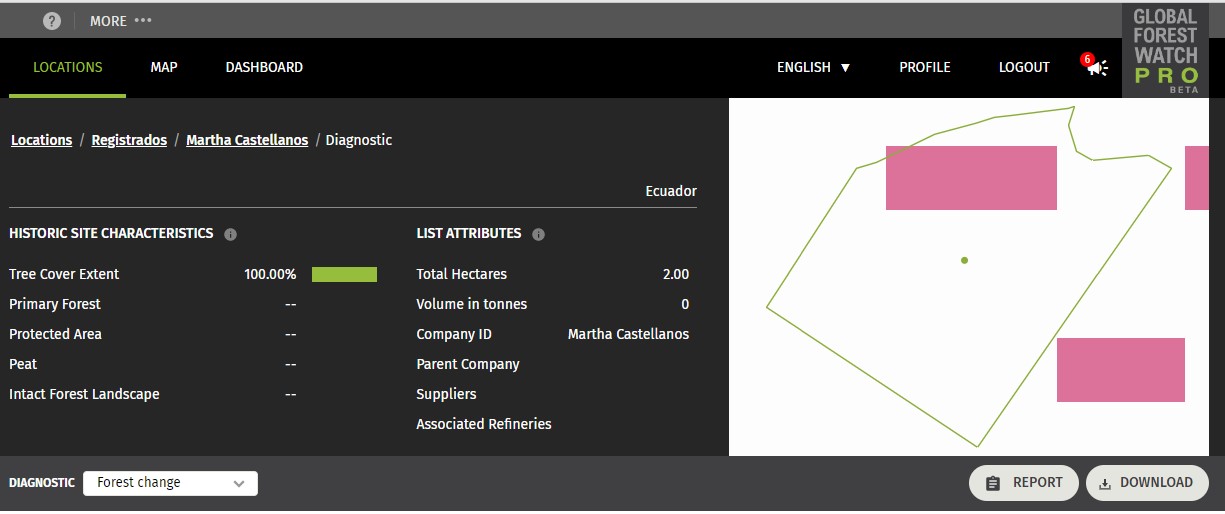 ? MORE •••
GLOBAL
FOREST
WATCH
PRO
BETA
LOCATIONS MAP DASHBOARD ENGLISH ▼ PROFILE LOGOUT 6
Locations / Registrados / Martha Castellanos / Diagnostic
Ecuador
HISTORIC SITE CHARACTERISTICS i
Tree Cover Extent 100.00%
Primary Forest --
Protected Area --
Peat --
Intact Forest Landscape --
LIST ATTRIBUTES i
Total Hectares 2.00
Volume in tonnes 0
Company ID Martha Castellanos
Parent Company
Suppliers
Associated Refineries
DIAGNOSTIC Forest change REPORT DOWNLOAD